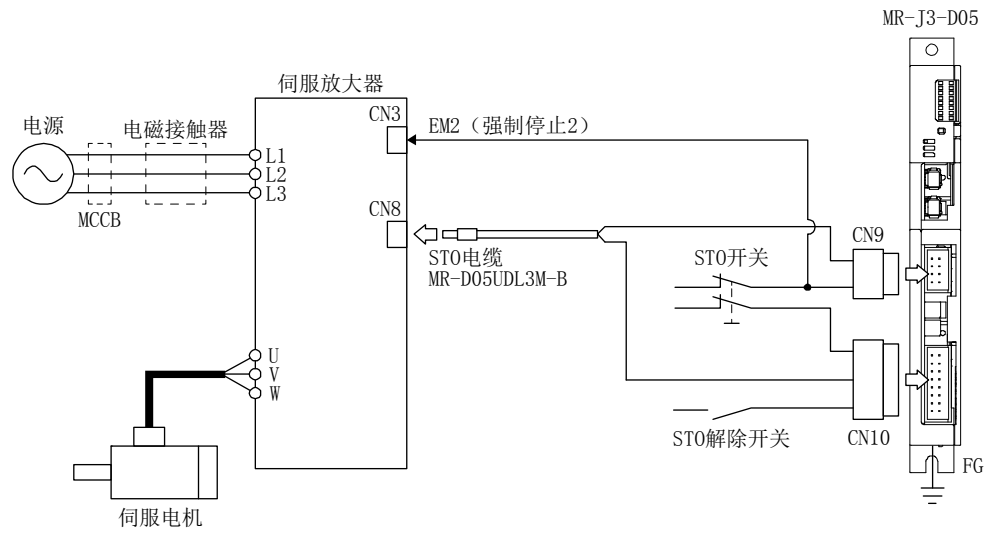 MR-J3-D05
伺服放大器
CN3
EM2（强制停止2）
电源
电磁接触器
L1
L2
L3
MCCB
CN8
STO电缆
MR-D05UDL3M-B
STO开关
CN9
U
V
W
STO解除开关
CN10
FG
伺服电机